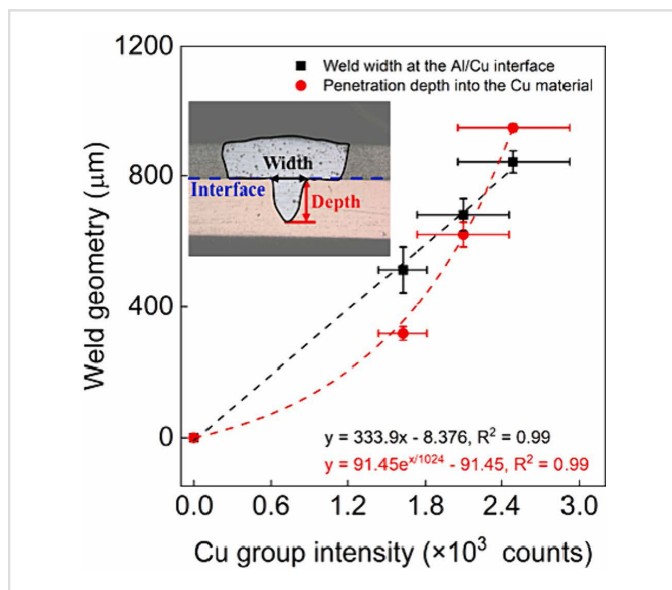 1200
800
400
0
Weld geometry (μm)
Weld width at the Al/Cu interface
Penetration depth into the Cu material
Width
Interface
Depth
y = 333.9x - 8.376, R² = 0.99
y = 91.45e^x/1024 - 91.45, R² = 0.99
0.0 0.6 1.2 1.8 2.4 3.0
Cu group intensity (×10³ counts)